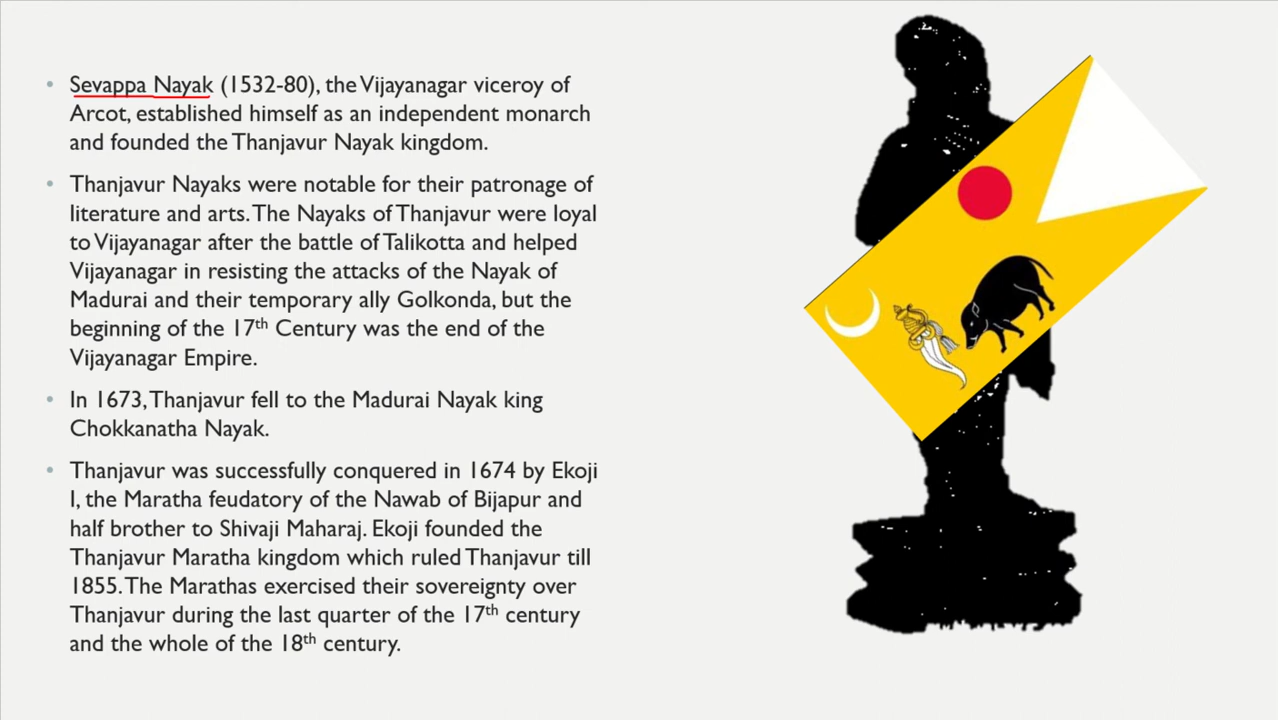 • Sevappa Nayak (1532-80), the Vijayanagar viceroy of
Arcot, established himself as an independent monarch
and founded the Thanjavur Nayak kingdom.
• Thanjavur Nayaks were notable for their patronage of
literature and arts. The Nayaks of Thanjavur were loyal
to Vijayanagar after the battle of Talikotta and helped
Vijayanagar in resisting the attacks of the Nayak of
Madurai and their temporary ally Golkonda, but the
beginning of the 17th Century was the end of the
Vijayanagar Empire.
• In 1673, Thanjavur fell to the Madurai Nayak king
Chokkanatha Nayak.
• Thanjavur was successfully conquered in 1674 by Ekoji
I, the Maratha feudatory of the Nawab of Bijapur and
half brother to Shivaji Maharaj. Ekoji founded the
Thanjavur Maratha kingdom which ruled Thanjavur till
1855. The Marathas exercised their sovereignty over
Thanjavur during the last quarter of the 17th century
and the whole of the 18th century.